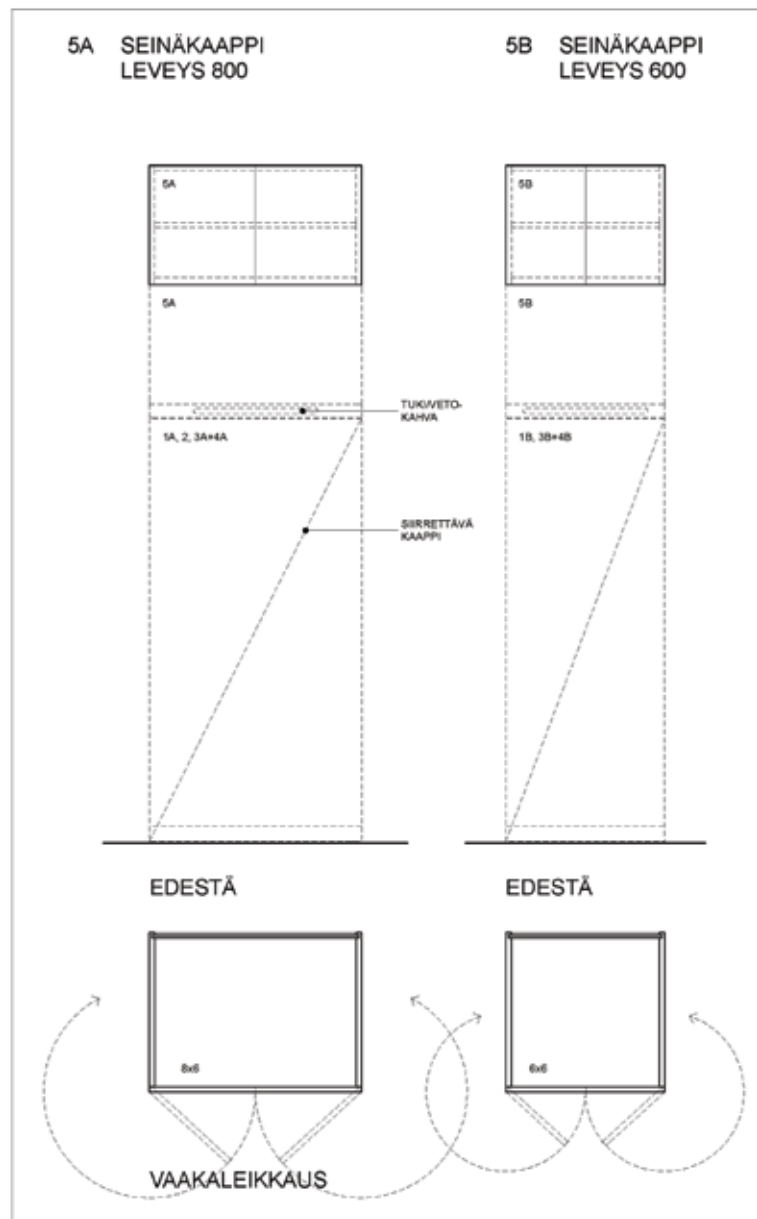 5A SEINÄKAAPPI
LEVEYS 800
5B SEINÄKAAPPI
LEVEYS 600
5A
5B
5A
5B
TUKI/VETO-
KAHVA
1A, 2, 3A+4A
1B, 3B+4B
SIIRRETTÄVÄ
KAAPPI
EDESTÄ
EDESTÄ
8x6
6x6
VAAKALEIKKAUS